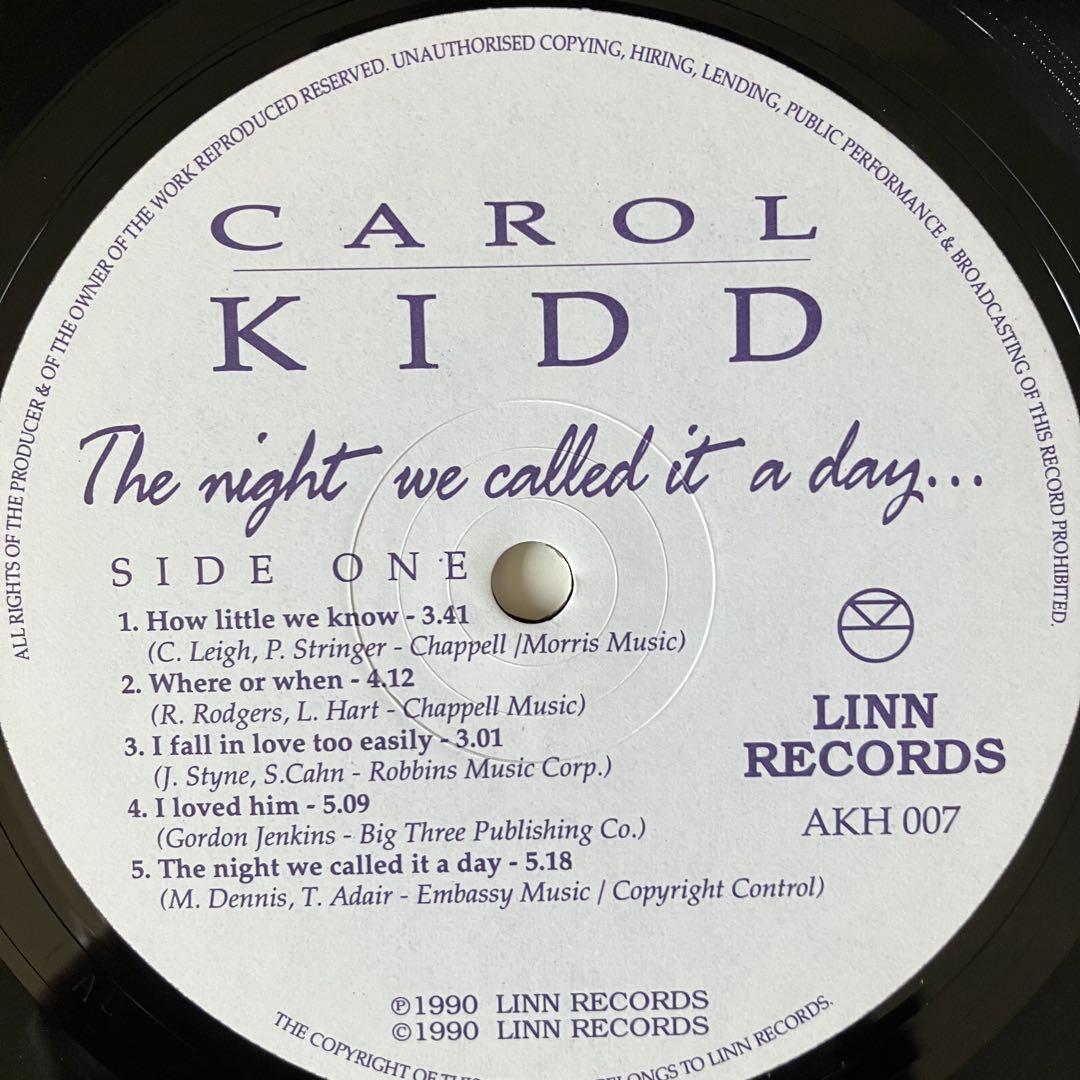 ALL RIGHTS OF THE PRODUCER & OF THE OWNER OF THE WORK REPRODUCED RESERVED. UNAUTHORISED COPYING, HIRING, LENDING, PUBLIC PERFORMANCE & BROADCASTING OF THIS RECORD PROHIBITED.
CAROL
KIDD
The night we called it a day...
SIDE ONE
1. How little we know - 3.41
(C. Leigh, P. Stringer - Chappell /Morris Music)
2. Where or when - 4.12
(R. Rodgers, L. Hart - Chappell Music)
3. I fall in love too easily - 3.01
(J. Styne, S.Cahn - Robbins Music Corp.)
4. I loved him - 5.09
(Gordon Jenkins - Big Three Publishing Co.)
5. The night we called it a day - 5.18
(M. Dennis, T. Adair - Embassy Music / Copyright Control)
LINN
RECORDS
AKH 007
℗1990 LINN RECORDS
©1990 LINN RECORDS
THE COPYRIGHT OF TO LINN RECORDS.